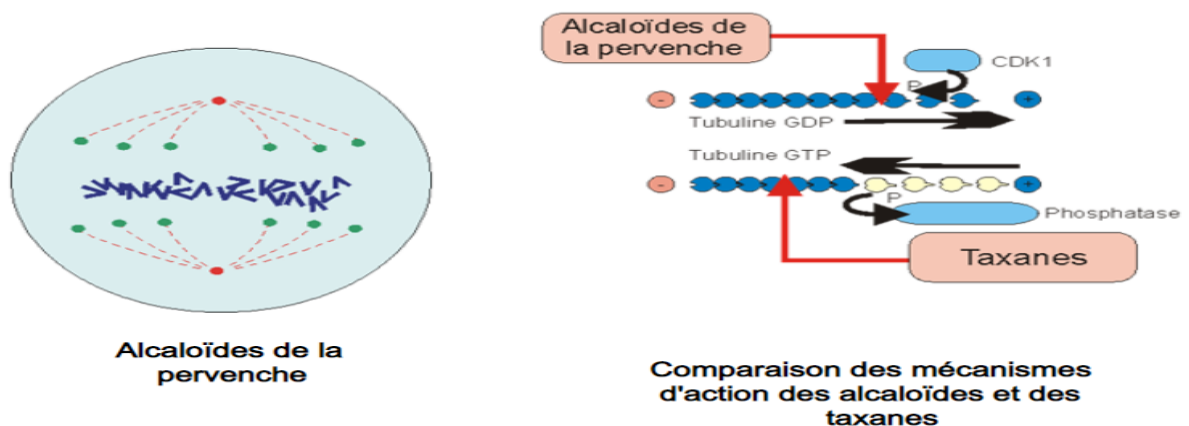 Alcaloïdes de
la pervenche
CDK1
P
- +
Tubuline GDP
Tubuline GTP
- +
P
Phosphatase
Taxanes
Alcaloïdes de la
pervenche
Comparaison des mécanismes
d'action des alcaloïdes et des
taxanes